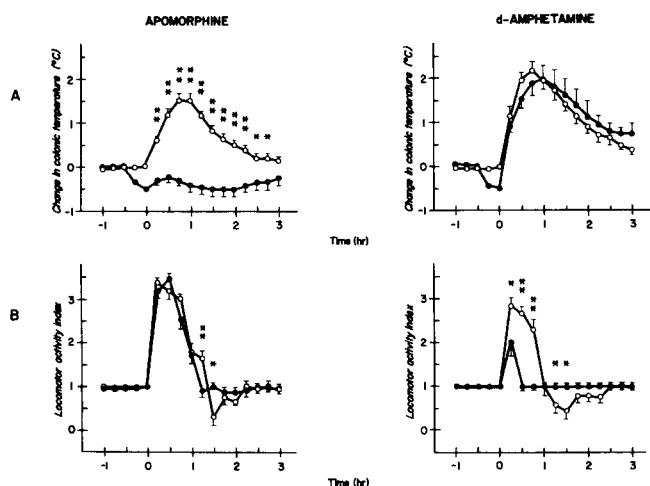 APOMORPHINE
d-AMPHETAMINE
A
Change in colonic temperature (°C)
2
1
0
-1
-1 0 1 2 3
Change in colonic temperature (°C)
2
1
0
-1
-1 0 1 2 3
Time (hr)
B
Locomotor activity index
3
2
1
0
-1 0 1 2 3
Time (hr)
Locomotor activity index
3
2
1
0
-1 0 1 2 3
Time (hr)